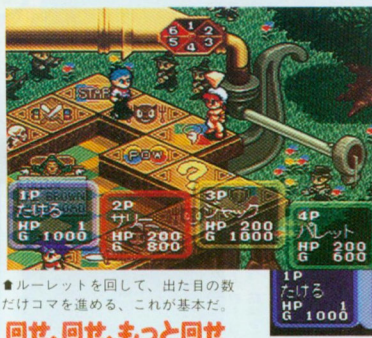 6 1 2
5 4 3
STAR
POW
?
1P
たける
HP 1
G 1000
2P
サリー
HP 200
G 800
3P
ジャック
HP 200
G 1000
4P
パレット
HP 200
G 600
1P
たける
HP 1
G 1000
⬆ルーレットを回して、出た目の数
だけコマを進める、これが基本だ。
回せ、回せ、もっと回せ